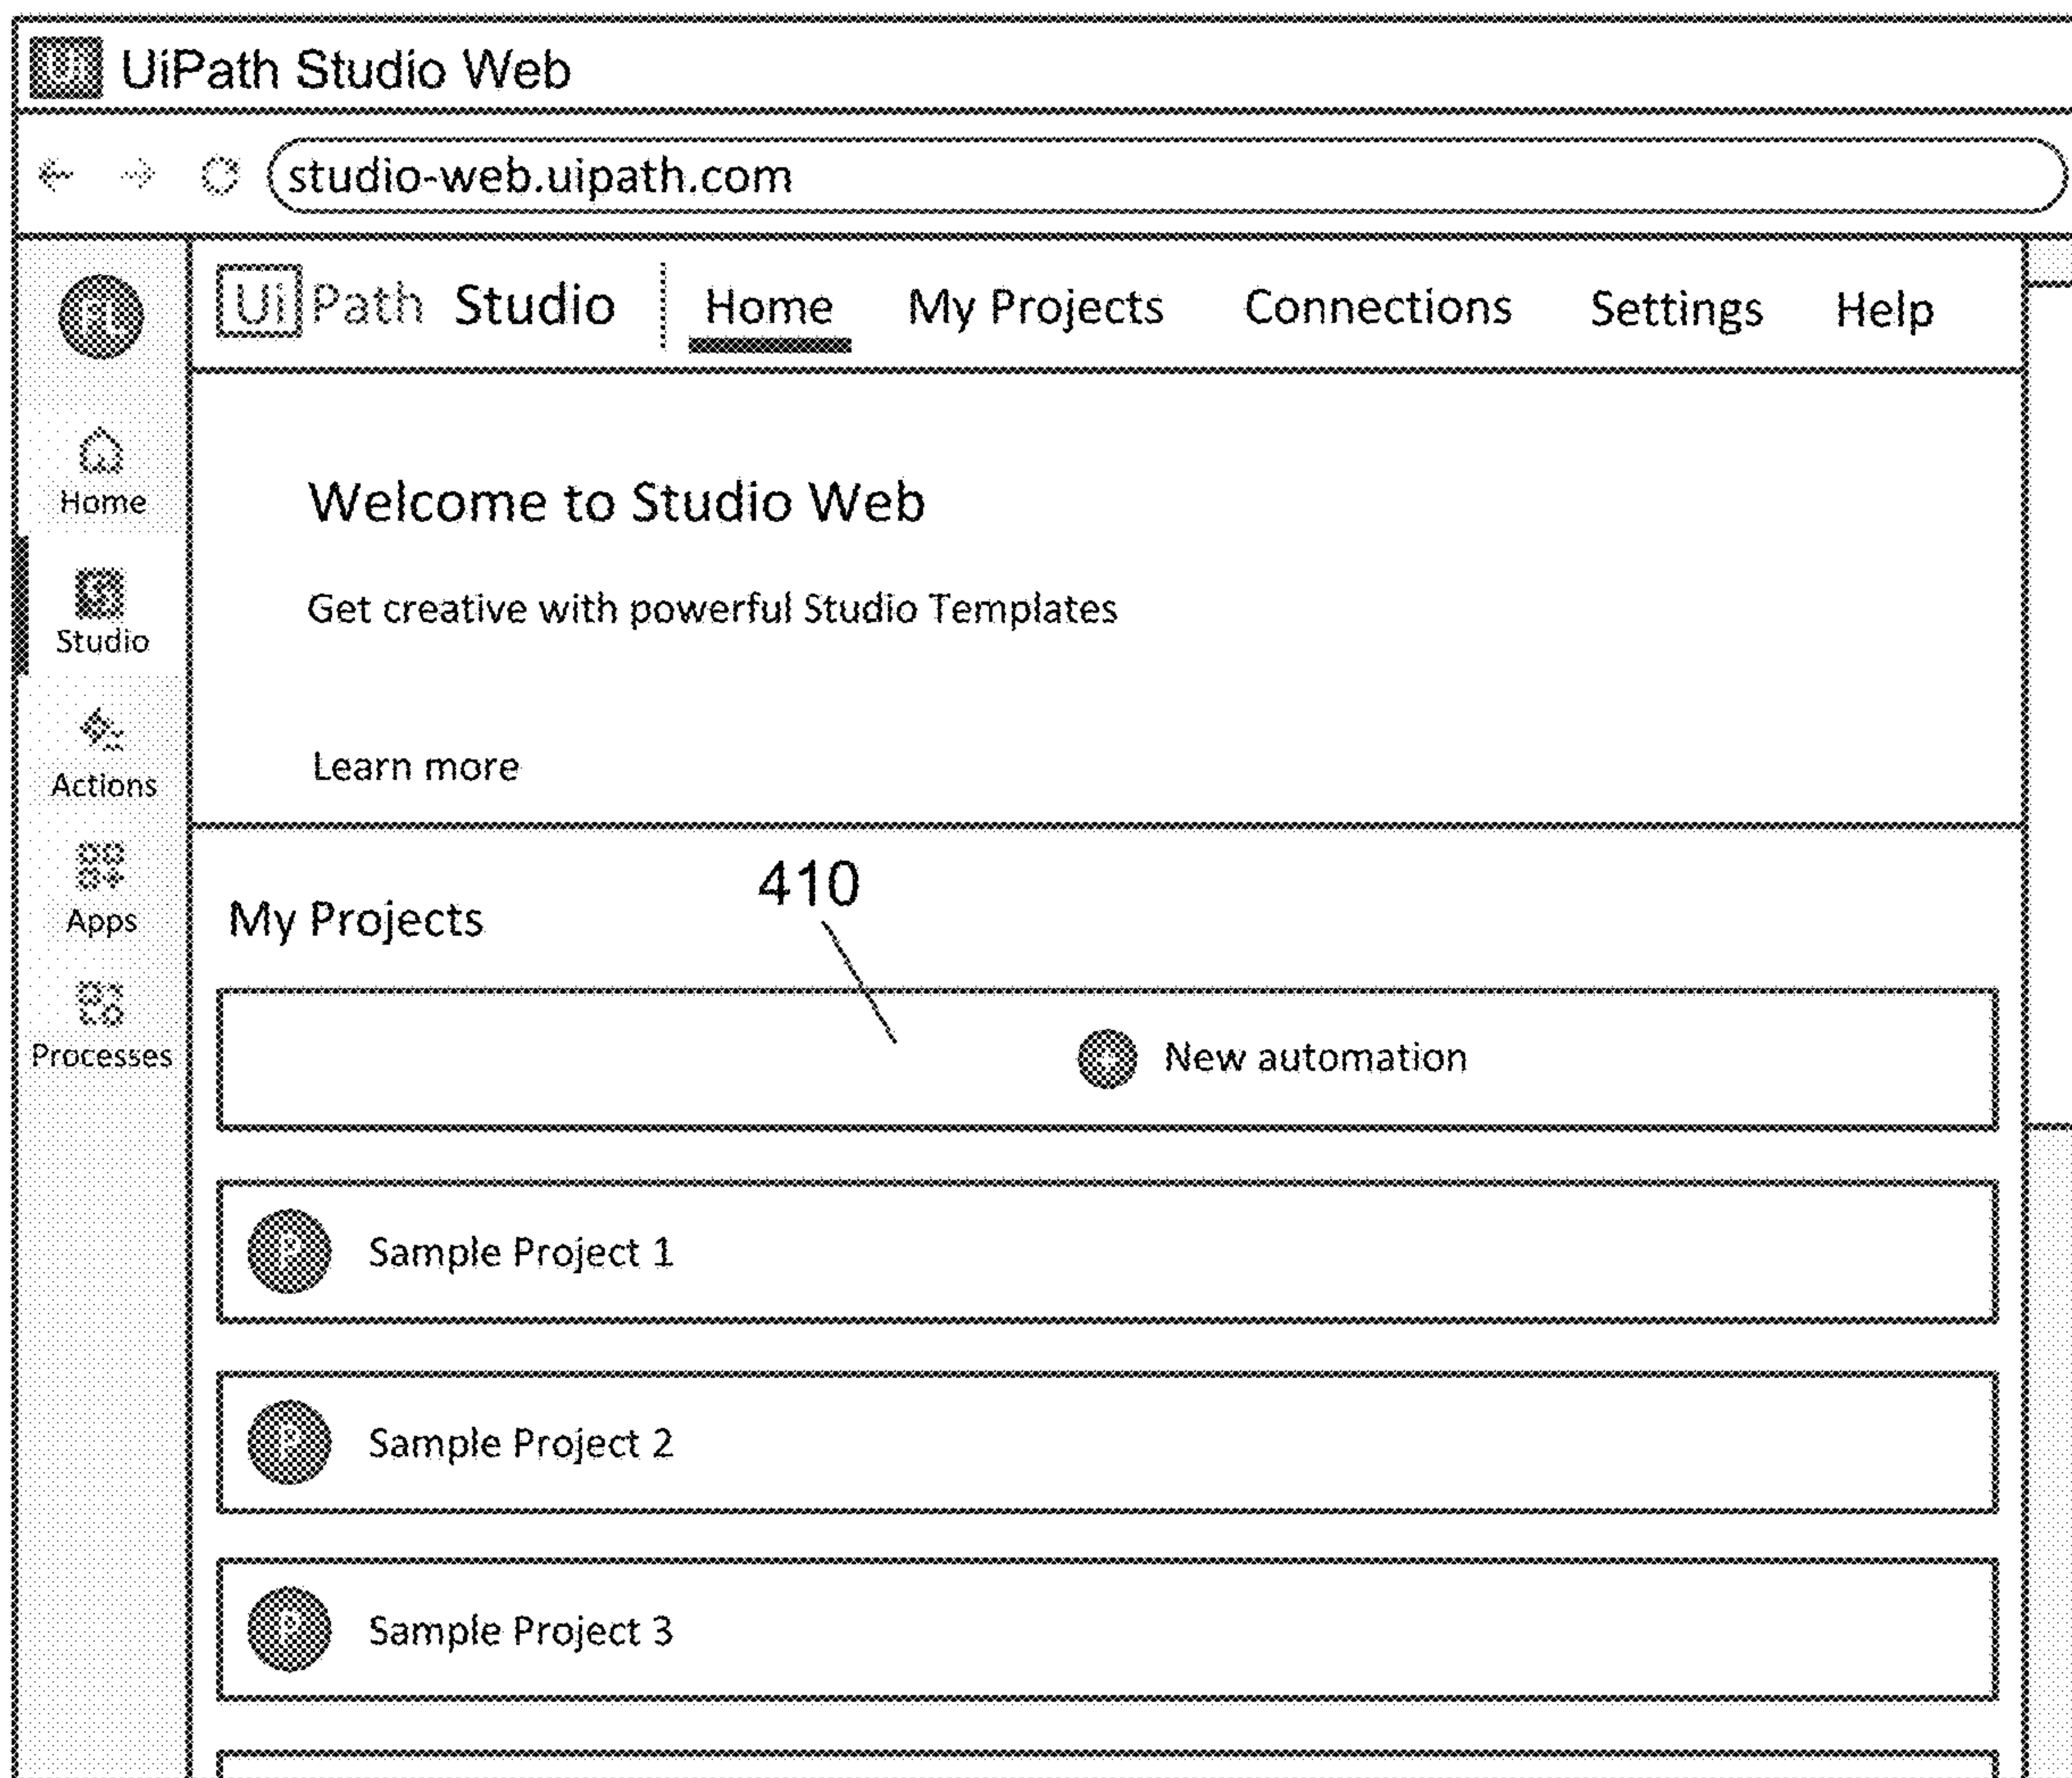 Ui UiPath Studio Web
studio-web.uipath.com
UiPath Studio Home My Projects Connections Settings Help
Home
Studio
Actions
Apps
Processes
Welcome to Studio Web
Get creative with powerful Studio Templates
Learn more
My Projects
410
+ New automation
P Sample Project 1
P Sample Project 2
P Sample Project 3